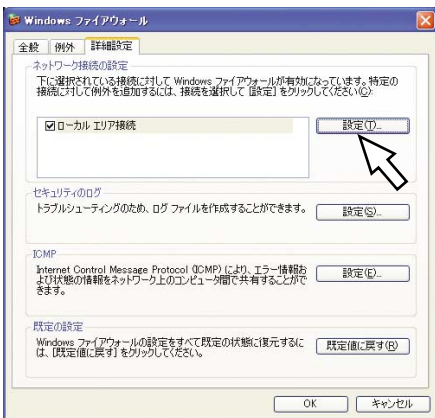 Windows ファイアウォール
全般 例外 詳細設定
ネットワーク接続の設定
下に選択されている接続に対して Windows ファイアウォールが有効になっています。特定の
接続に対して例外を追加するには、接続を選択して [設定] をクリックしてください(C):
ローカル エリア接続
設定(T)...
セキュリティのログ
トラブルシューティングのため、ログ ファイルを作成することができます。
設定(S)...
ICMP
Internet Control Message Protocol (ICMP) により、エラー情報お
よび状態の情報をネットワーク上のコンピュータ間で共有することがで
きます。
設定(E)...
既定の設定
Windows ファイアウォールの設定をすべて既定の状態に復元するに
は、[既定値に戻す] をクリックしてください。
既定値に戻す(R)
OK キャンセル